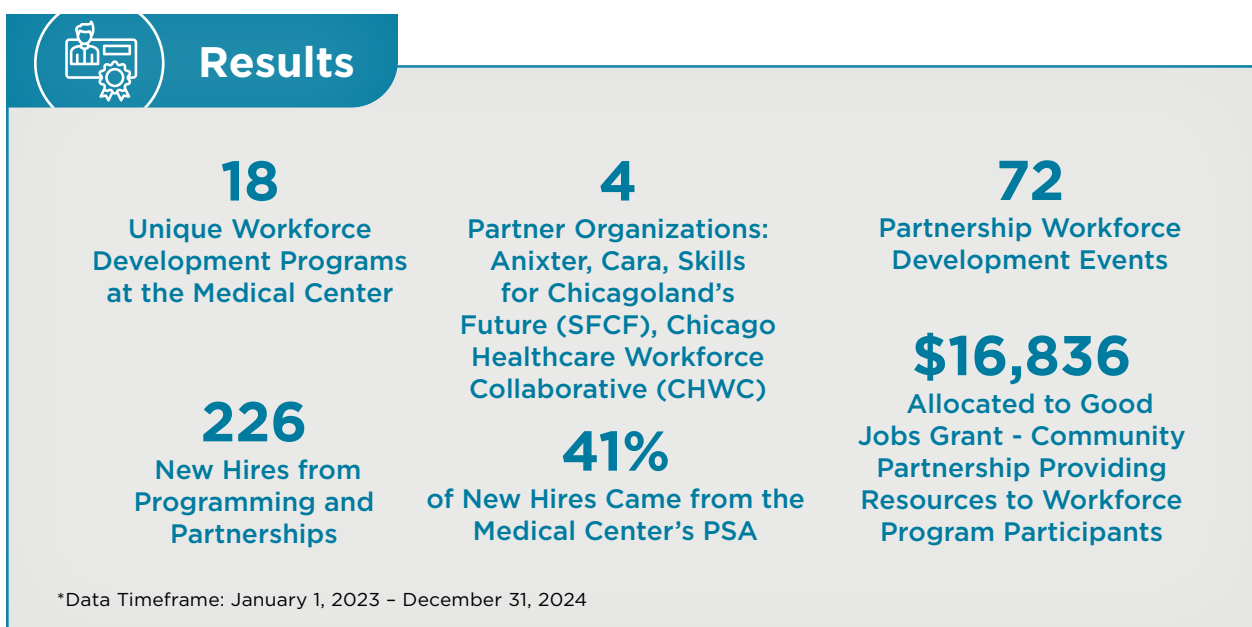 Results
18
Unique Workforce
Development Programs
at the Medical Center
4
Partner Organizations:
Anixter, Cara, Skills
for Chicagoland's
Future (SFCF), Chicago
Healthcare Workforce
Collaborative (CHWC)
72
Partnership Workforce
Development Events
226
New Hires from
Programming and
Partnerships
41%
of New Hires Came from the
Medical Center's PSA
$16,836
Allocated to Good
Jobs Grant - Community
Partnership Providing
Resources to Workforce
Program Participants
*Data Timeframe: January 1, 2023 – December 31, 2024